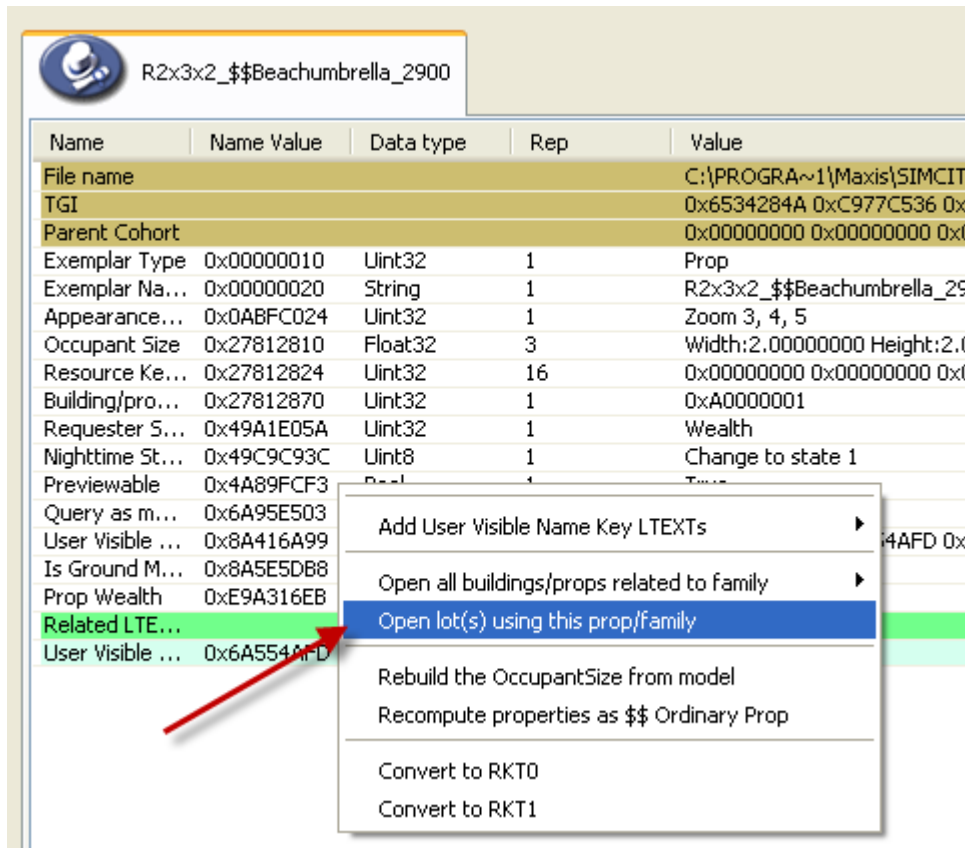 R2x3x2_$$Beachumbrella_2900
Name Name Value Data type Rep Value
File name C:\PROGRA~1\Maxis\SIMCIT
TGI 0x6534284A 0xC977C536 0x
Parent Cohort 0x00000000 0x00000000 0x0
Exemplar Type 0x00000010 Uint32 1 Prop
Exemplar Na... 0x00000020 String 1 R2x3x2_$$Beachumbrella_29
Appearance... 0x0ABFC024 Uint32 1 Zoom 3, 4, 5
Occupant Size 0x27812810 Float32 3 Width:2.00000000 Height:2.0
Resource Ke... 0x27812824 Uint32 16 0x00000000 0x00000000 0x0
Building/pro... 0x27812870 Uint32 1 0xA0000001
Requester S... 0x49A1E05A Uint32 1 Wealth
Nighttime St... 0x49C9C93C Uint8 1 Change to state 1
Previewable 0x4A89FCF3
Query as m... 0x6A95E503
User Visible ... 0x8A416A99 4AFD 0x
Is Ground M... 0x8A5E5DB8
Prop Wealth 0xE9A316EB
Related LTE...
User Visible ... 0x6A554AFD
Add User Visible Name Key LTEXTs
Open all buildings/props related to family
Open lot(s) using this prop/family
Rebuild the OccupantSize from model
Recompute properties as $$ Ordinary Prop
Convert to RKT0
Convert to RKT1